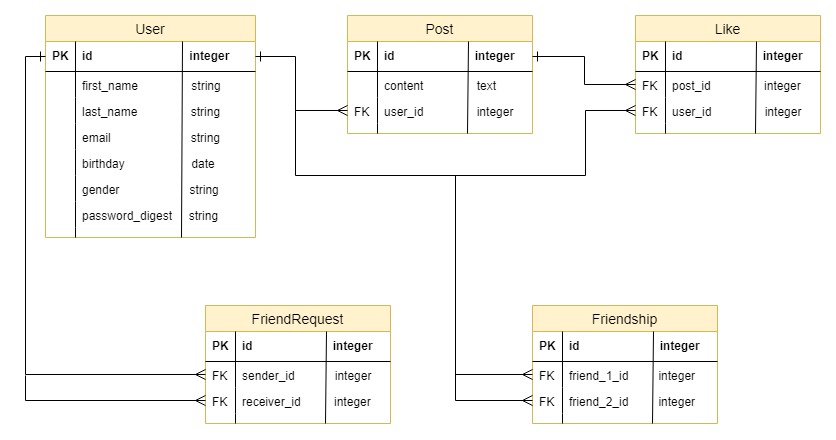 User
PK id integer
first_name string
last_name string
email string
birthday date
gender string
password_digest string
Post
PK id integer
content text
FK user_id integer
Like
PK id integer
FK post_id integer
FK user_id integer
FriendRequest
PK id integer
FK sender_id integer
FK receiver_id integer
Friendship
PK id integer
FK friend_1_id integer
FK friend_2_id integer